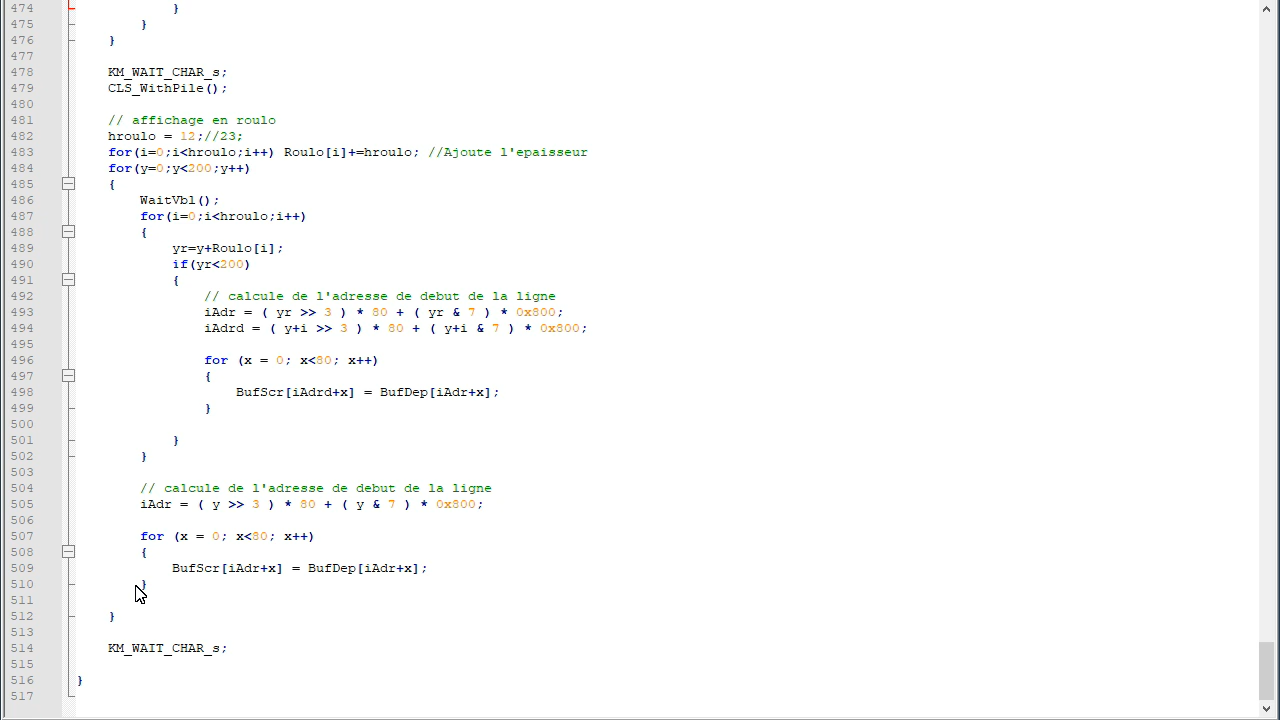 474             }
475         }
476     }
477
478     KM_WAIT_CHAR_s;
479     CLS_WithPile();
480
481     // affichage en roulo
482     hroulo = 12;//23;
483     for(i=0;i<hroulo;i++) Roulo[i]+=hroulo; //Ajoute l'epaisseur
484     for(y=0;y<200;y++)
485     {
486         WaitVbl();
487         for(i=0;i<hroulo;i++)
488         {
489             yr=y+Roulo[i];
490             if(yr<200)
491             {
492                 // calcule de l'adresse de debut de la ligne
493                 iAdr = ( yr >> 3 ) * 80 + ( yr & 7 ) * 0x800;
494                 iAdrd = ( y+i >> 3 ) * 80 + ( y+i & 7 ) * 0x800;
495
496                 for (x = 0; x<80; x++)
497                 {
498                     BufScr[iAdrd+x] = BufDep[iAdr+x];
499                 }
500
501             }
502         }
503
504         // calcule de l'adresse de debut de la ligne
505         iAdr = ( y >> 3 ) * 80 + ( y & 7 ) * 0x800;
506
507         for (x = 0; x<80; x++)
508         {
509             BufScr[iAdr+x] = BufDep[iAdr+x];
510         }
511
512     }
513
514     KM_WAIT_CHAR_s;
515
516 }
517